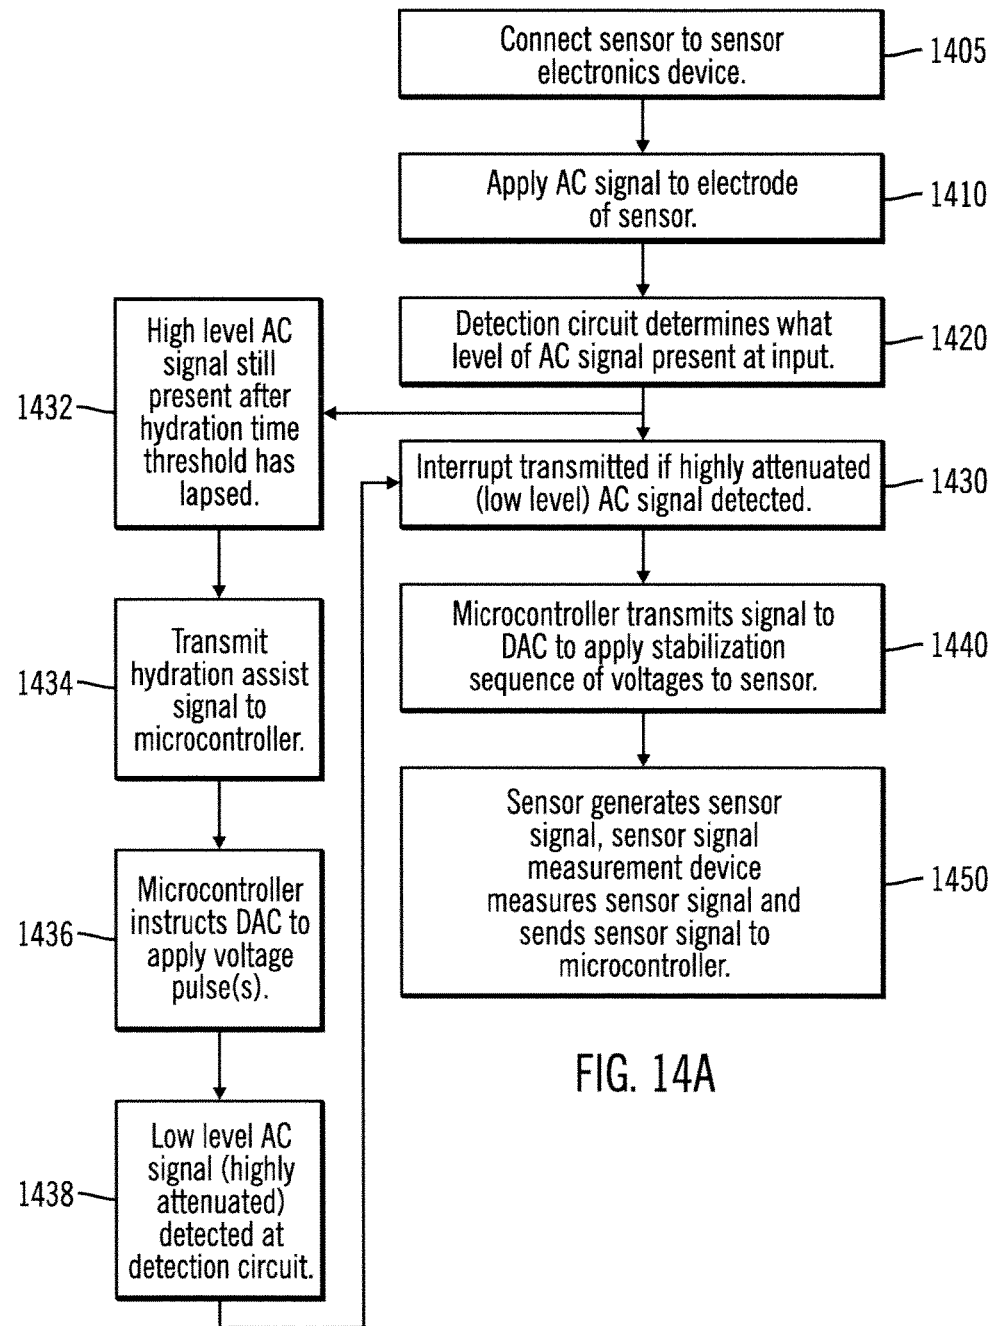 Connect sensor to sensor
electronics device.
1405
Apply AC signal to electrode
of sensor.
1410
Detection circuit determines what
level of AC signal present at input.
1420
High level AC
signal still
present after
hydration time
threshold has
lapsed.
1432
Interrupt transmitted if highly attenuated
(low level) AC signal detected.
1430
Microcontroller transmits signal to
DAC to apply stabilization
sequence of voltages to sensor.
1440
Transmit
hydration assist
signal to
microcontroller.
1434
Sensor generates sensor
signal, sensor signal
measurement device
measures sensor signal and
sends sensor signal to
microcontroller.
1450
Microcontroller
instructs DAC to
apply voltage
pulse(s).
1436
Low level AC
signal (highly
attenuated)
detected at
detection circuit.
1438
FIG. 14A